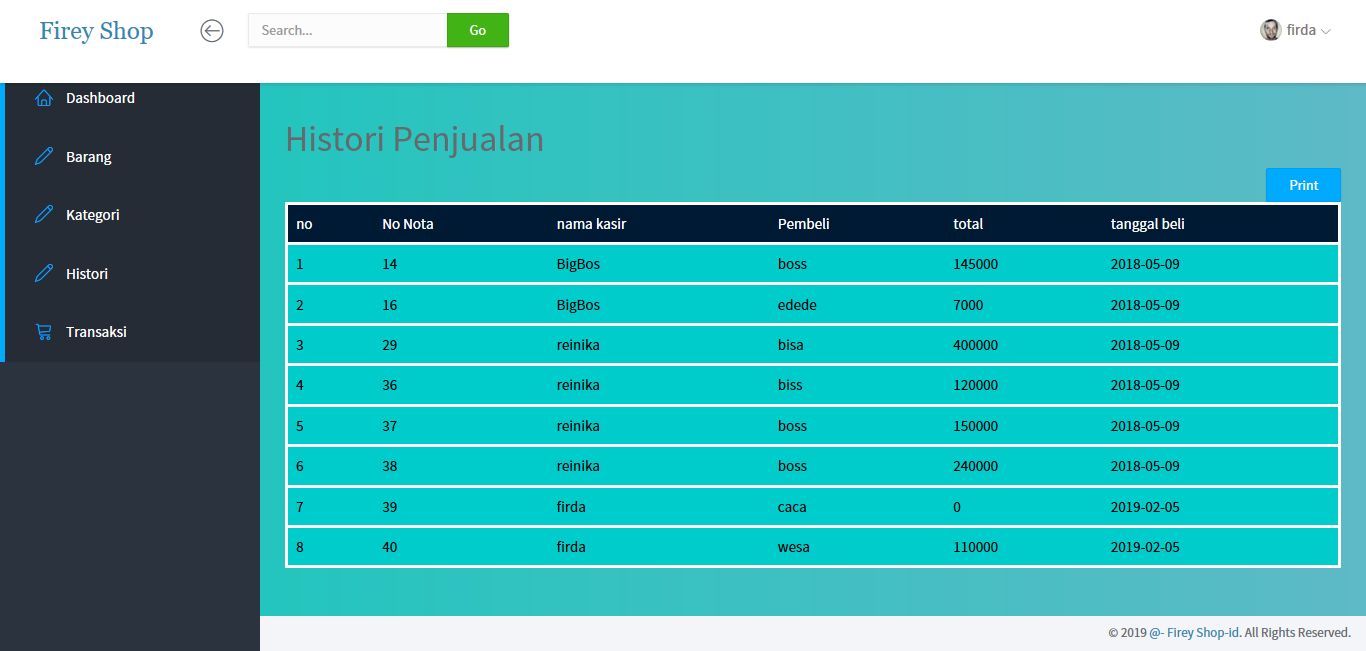 Firey Shop
Search...
Go
firda
Dashboard
Barang
Kategori
Histori
Transaksi
Histori Penjualan
Print
no No Nota nama kasir Pembeli total tanggal beli
1 14 BigBos boss 145000 2018-05-09
2 16 BigBos edede 7000 2018-05-09
3 29 reinika bisa 400000 2018-05-09
4 36 reinika biss 120000 2018-05-09
5 37 reinika boss 150000 2018-05-09
6 38 reinika boss 240000 2018-05-09
7 39 firda caca 0 2019-02-05
8 40 firda wesa 110000 2019-02-05
© 2019 @- Firey Shop-id. All Rights Reserved.